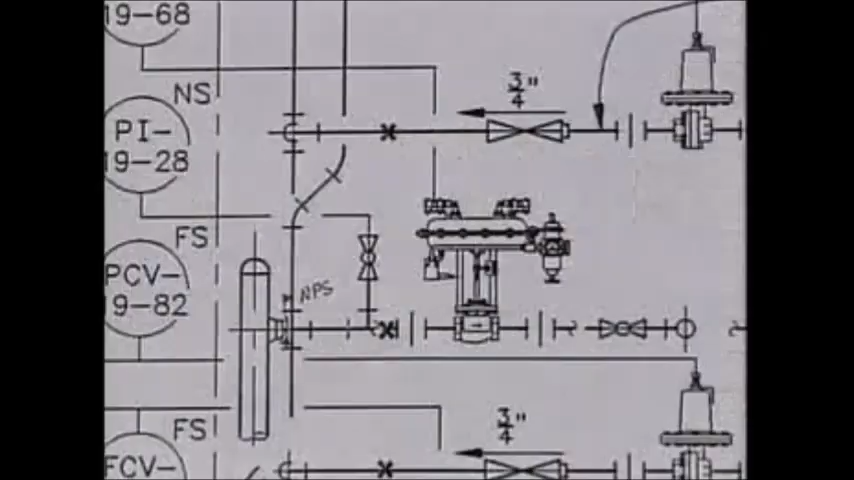 19-68
NS
3/4"
PI-
19-28
FS
PCV-
19-82
NPS
FS
3/4"
FCV-